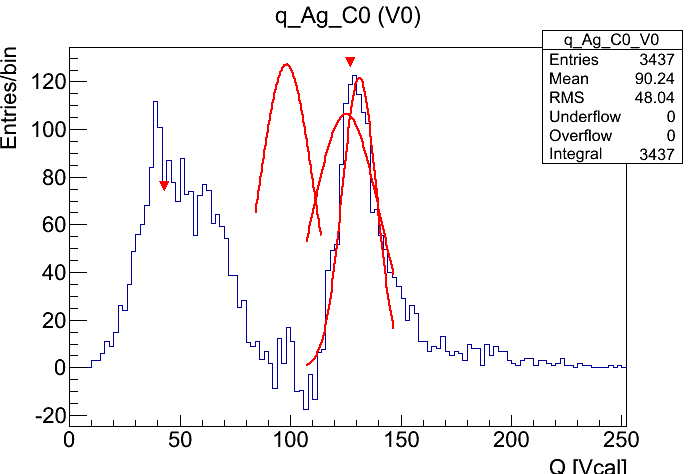 q_Ag_C0 (V0)
q_Ag_C0_V0
Entries 3437
Mean 90.24
RMS 48.04
Underflow 0
Overflow 0
Integral 3437
Entries/bin
120
100
80
60
40
20
0
-20
0 50 100 150 200 250
Q [Vcal]